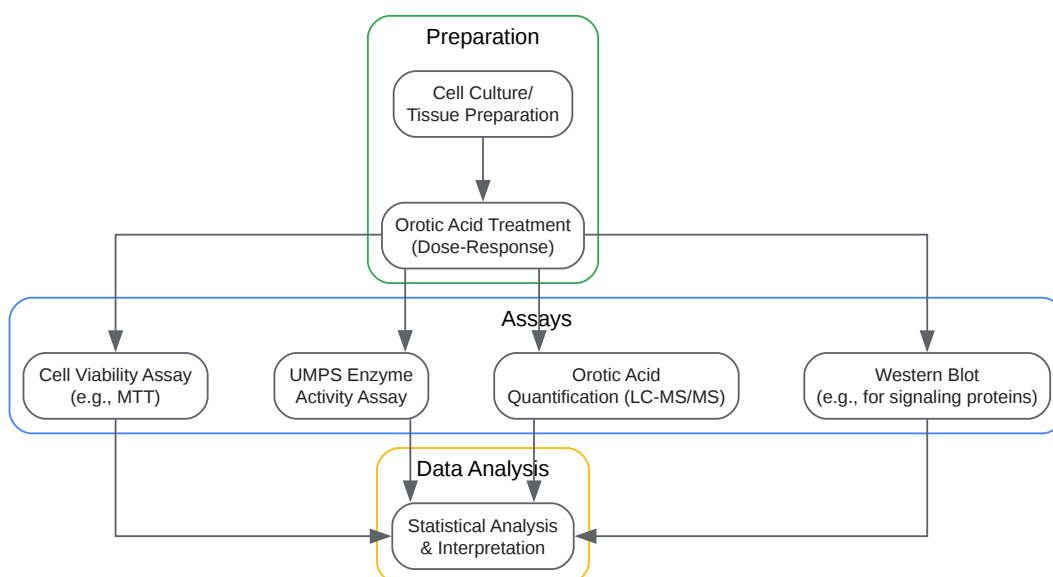 Preparation
Cell Culture/
Tissue Preparation
Orotic Acid Treatment
(Dose-Response)
Assays
Cell Viability Assay
(e.g., MTT)
UMPS Enzyme
Activity Assay
Orotic Acid
Quantification (LC-MS/MS)
Western Blot
(e.g., for signaling proteins)
Data Analysis
Statistical Analysis
& Interpretation